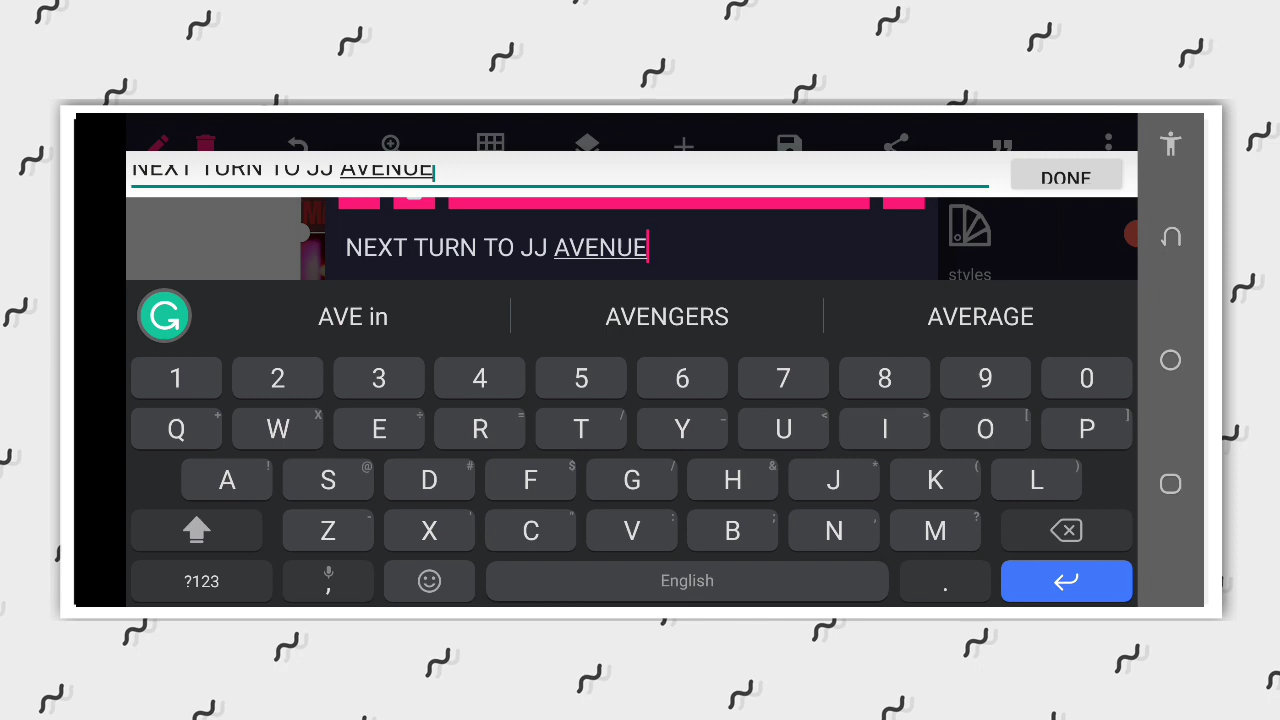 NEXT TURN TO JJ AVENUE
DONE
NEXT TURN TO JJ AVENUE
styles
AVE in AVENGERS AVERAGE
1 2 3 4 5 6 7 8 9 0
Q + W X E ÷ R = T / Y _ U < I > O [ P ]
A ! S @ D # F $ G / H & J * K ( L )
Z - X ' C " V : B ; N , M ?
?123 , English .